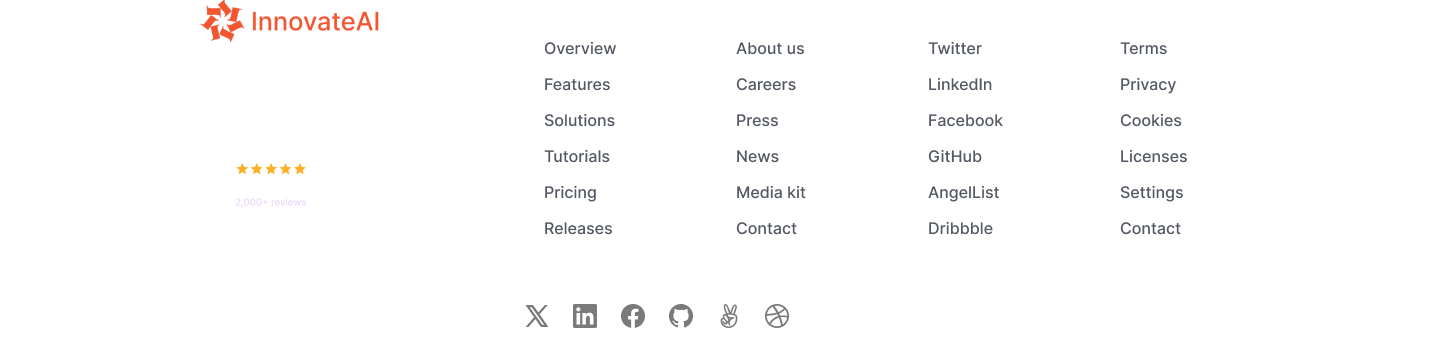 InnovateAI
Overview
Features
Solutions
Tutorials
Pricing
Releases
About us
Careers
Press
News
Media kit
Contact
Twitter
LinkedIn
Facebook
GitHub
AngelList
Dribbble
Terms
Privacy
Cookies
Licenses
Settings
Contact
2,000+ reviews